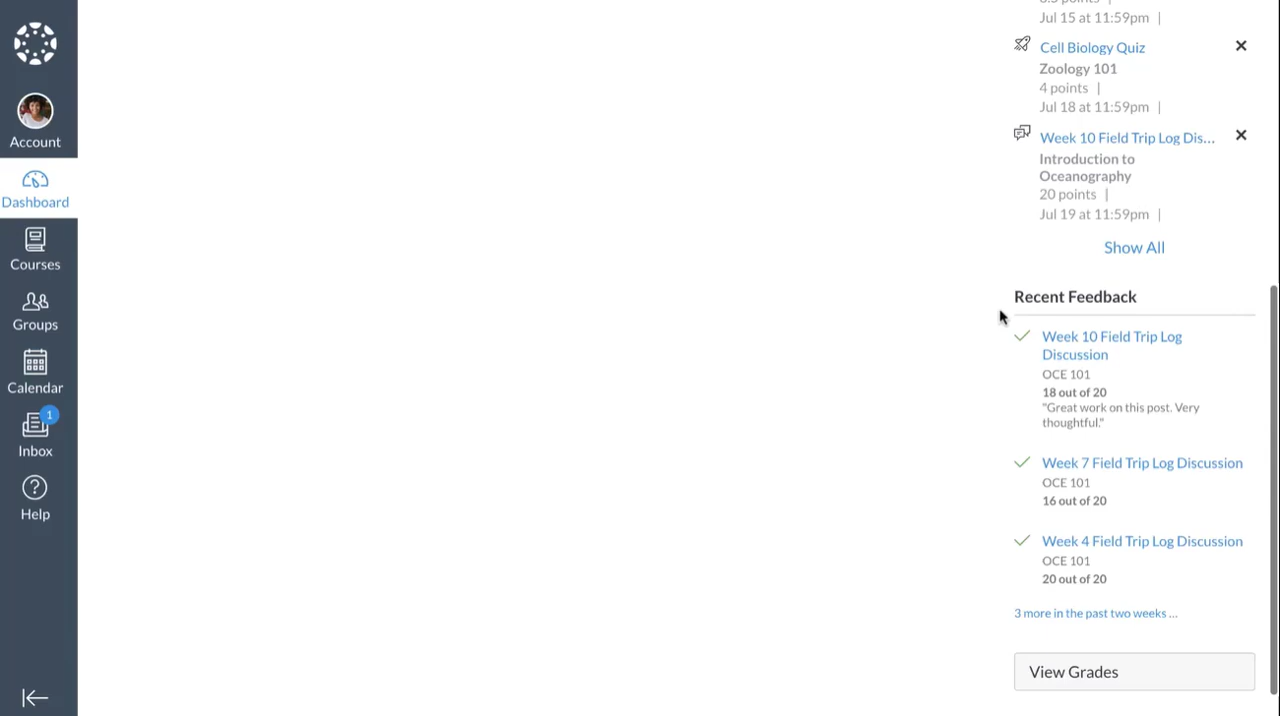 Account
Dashboard
Courses
Groups
Calendar
1
Inbox
Help
Jul 15 at 11:59pm |
Cell Biology Quiz
Zoology 101
4 points |
Jul 18 at 11:59pm |
Week 10 Field Trip Log Dis...
Introduction to
Oceanography
20 points |
Jul 19 at 11:59pm |
Show All
Recent Feedback
Week 10 Field Trip Log
Discussion
OCE 101
18 out of 20
"Great work on this post. Very
thoughtful."
Week 7 Field Trip Log Discussion
OCE 101
16 out of 20
Week 4 Field Trip Log Discussion
OCE 101
20 out of 20
3 more in the past two weeks ...
View Grades